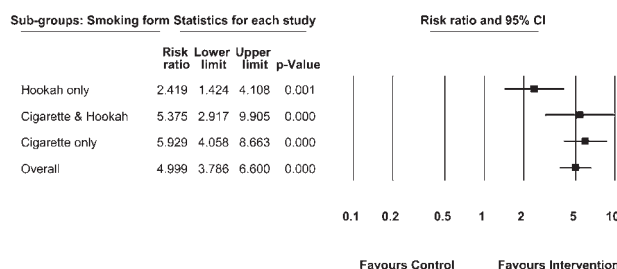 Sub-groups: Smoking form Statistics for each study Risk ratio and 95% CI
Risk Lower Upper
ratio limit limit p-Value
Hookah only 2.419 1.424 4.108 0.001
Cigarette & Hookah 5.375 2.917 9.905 0.000
Cigarette only 5.929 4.058 8.663 0.000
Overall 4.999 3.786 6.600 0.000
0.1 0.2 0.5 1 2 5 10
Favours Control Favours Intervention